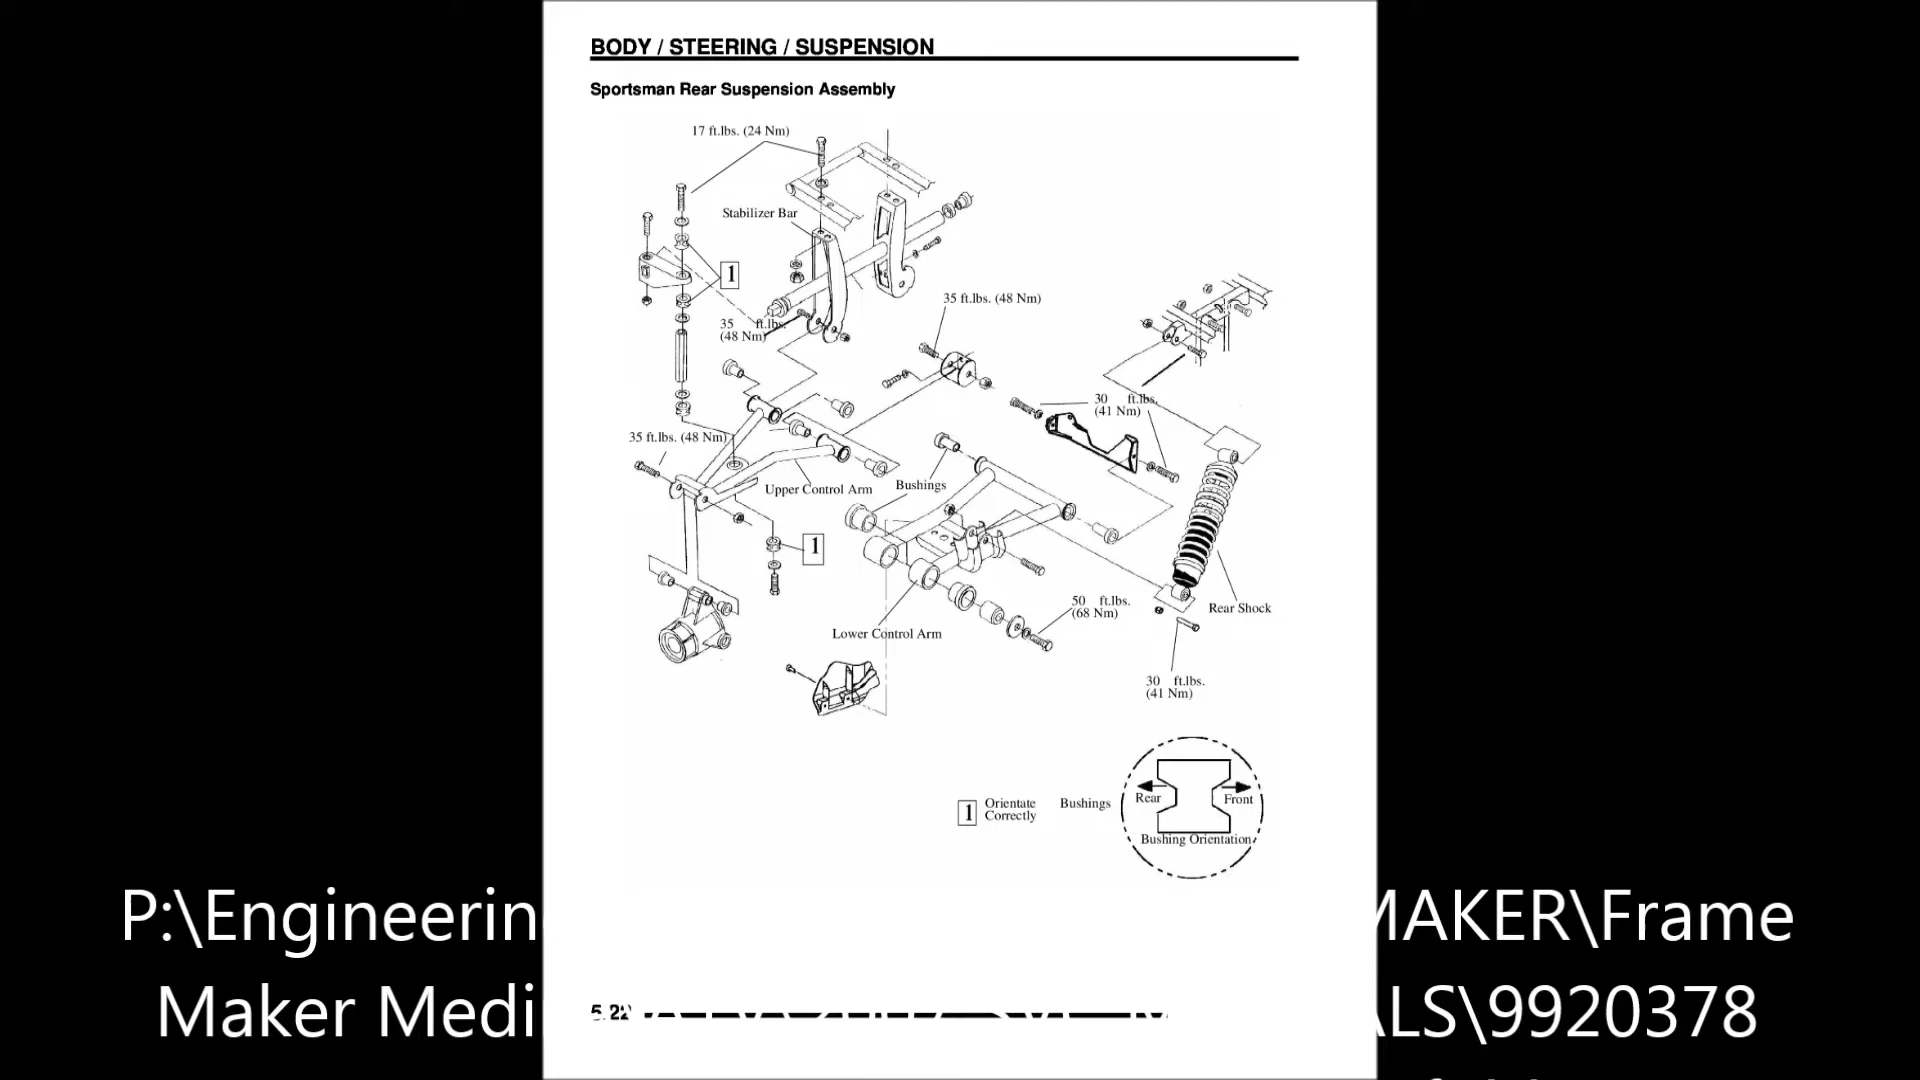 BODY / STEERING / SUSPENSION
Sportsman Rear Suspension Assembly
17 ft.lbs. (24 Nm)
Stabilizer Bar
1
35 ft.lbs. (48 Nm)
35 ft.lbs.
(48 Nm)
30 ft.lbs.
(41 Nm)
35 ft.lbs. (48 Nm)
Upper Control Arm
Bushings
1
50 ft.lbs.
(68 Nm)
Rear Shock
Lower Control Arm
30 ft.lbs.
(41 Nm)
1 Orientate Bushings
Correctly
Rear
Front
Bushing Orientation
P:\Engineerin MAKER\Frame
Maker Medi ALS\9920378
5.22